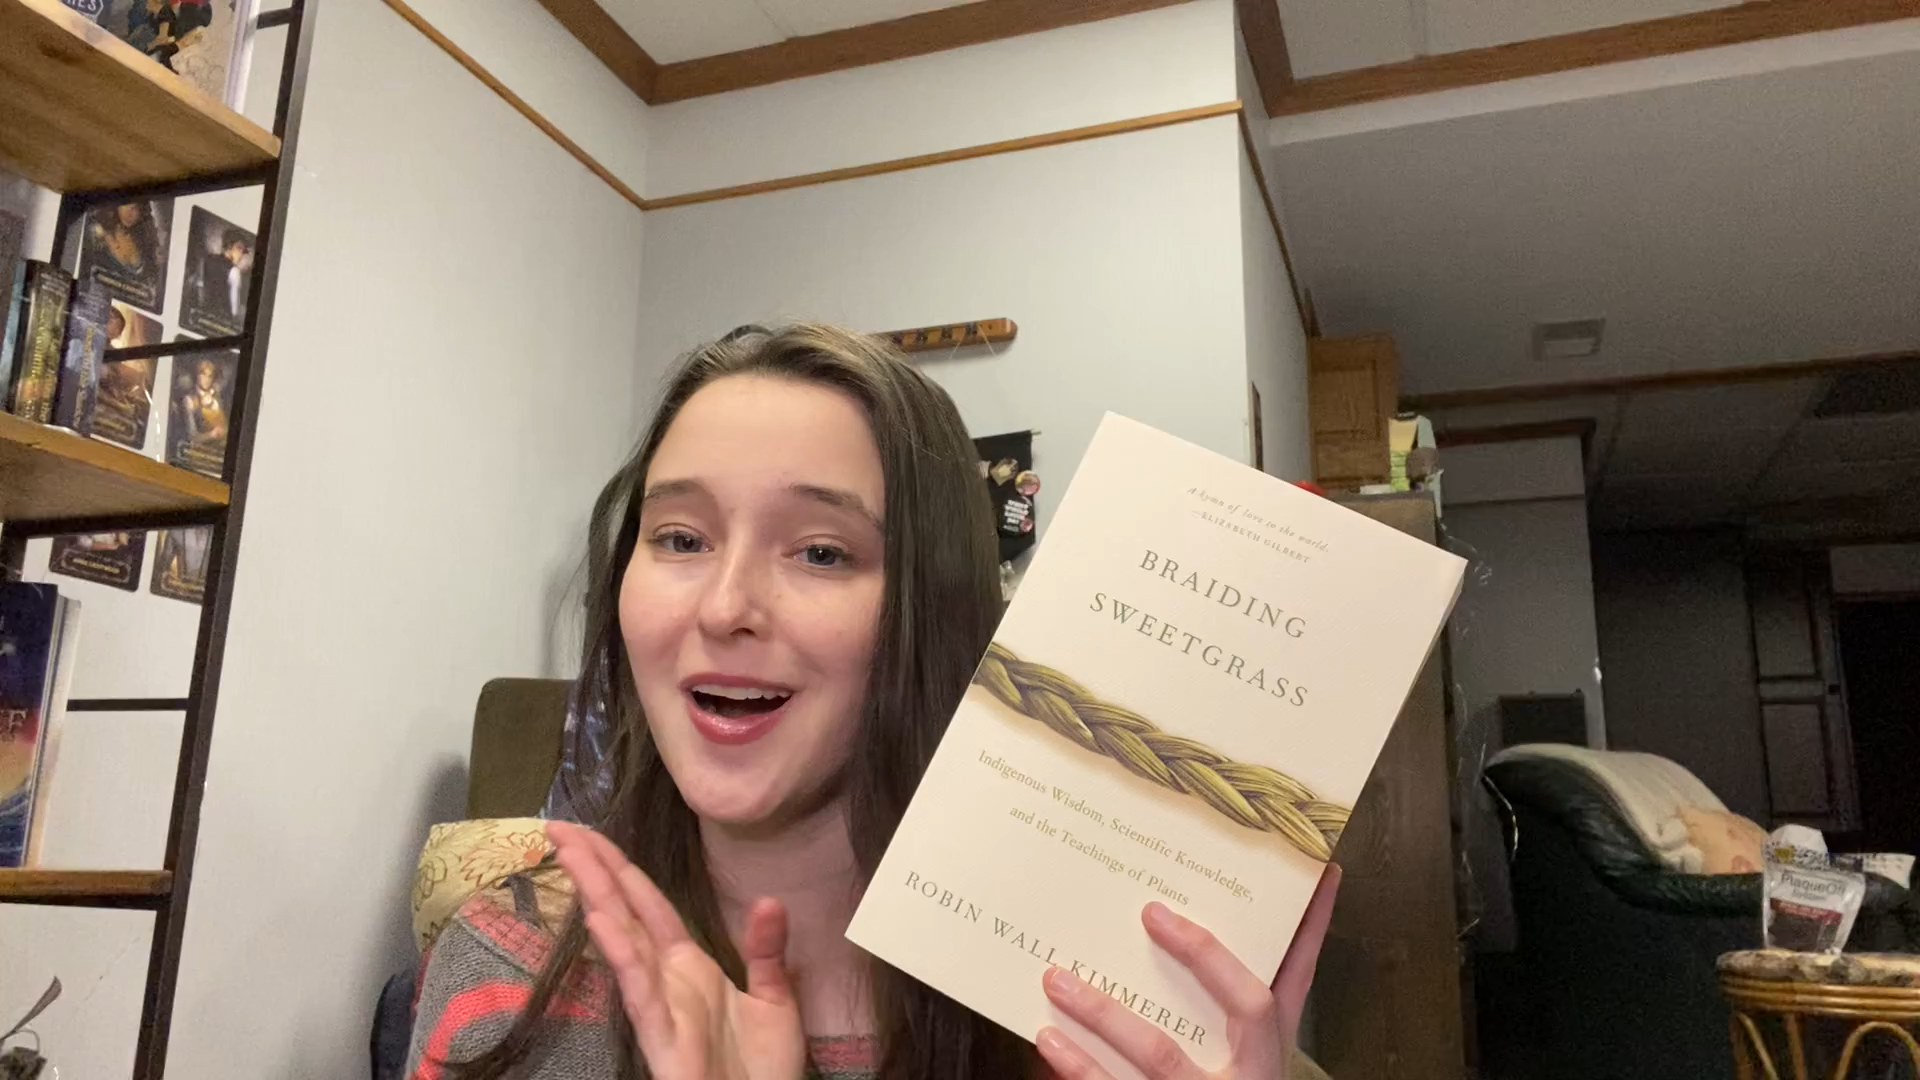 A hymn of love to the world.
—ELIZABETH GILBERT
BRAIDING
SWEETGRASS
Indigenous Wisdom, Scientific Knowledge,
and the Teachings of Plants
ROBIN WALL KIMMERER
PlaqueOff